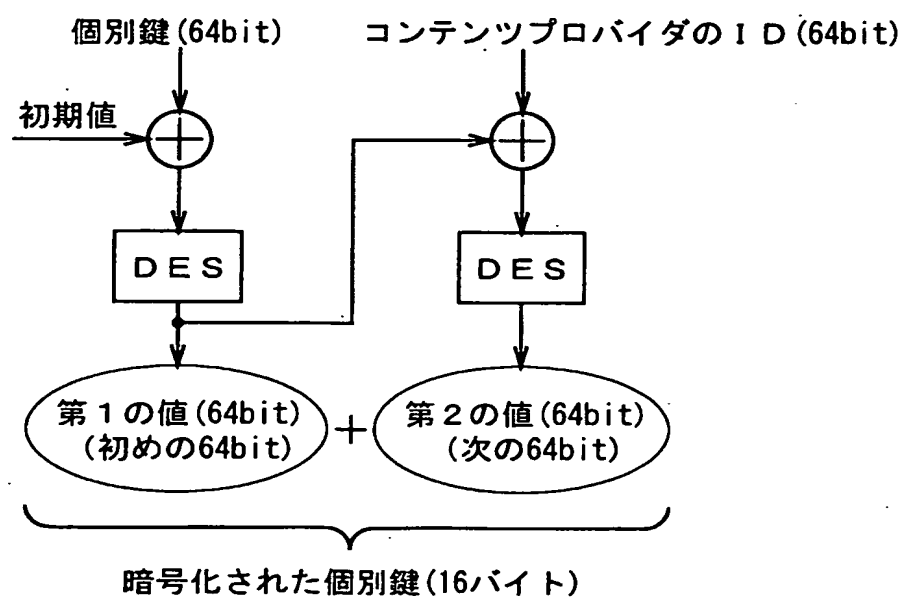 個別鍵(64bit)
コンテンツプロバイダのＩＤ(64bit)
初期値
ＤＥＳ
ＤＥＳ
第１の値(64bit)
(初めの64bit)
+
第２の値(64bit)
(次の64bit)
暗号化された個別鍵(16バイト)